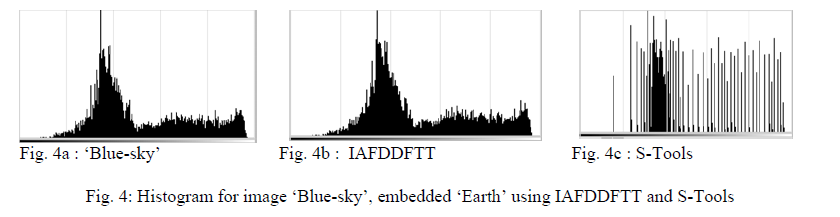 Fig. 4a : ‘Blue-sky’ Fig. 4b : IAFDDFTT Fig. 4c : S-Tools
Fig. 4: Histogram for image ‘Blue-sky’, embedded ‘Earth’ using IAFDDFTT and S-Tools